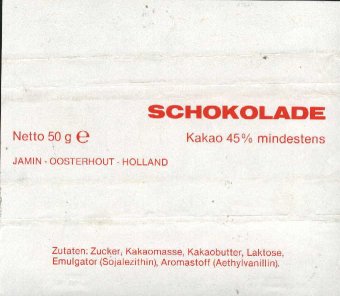 SCHOKOLADE
Netto 50 g ℮ Kakao 45% mindestens
JAMIN - OOSTERHOUT - HOLLAND
Zutaten: Zucker, Kakaomasse, Kakaobutter, Laktose,
Emulgator (Sojalezithin), Aromastoff (Aethylvanillin).